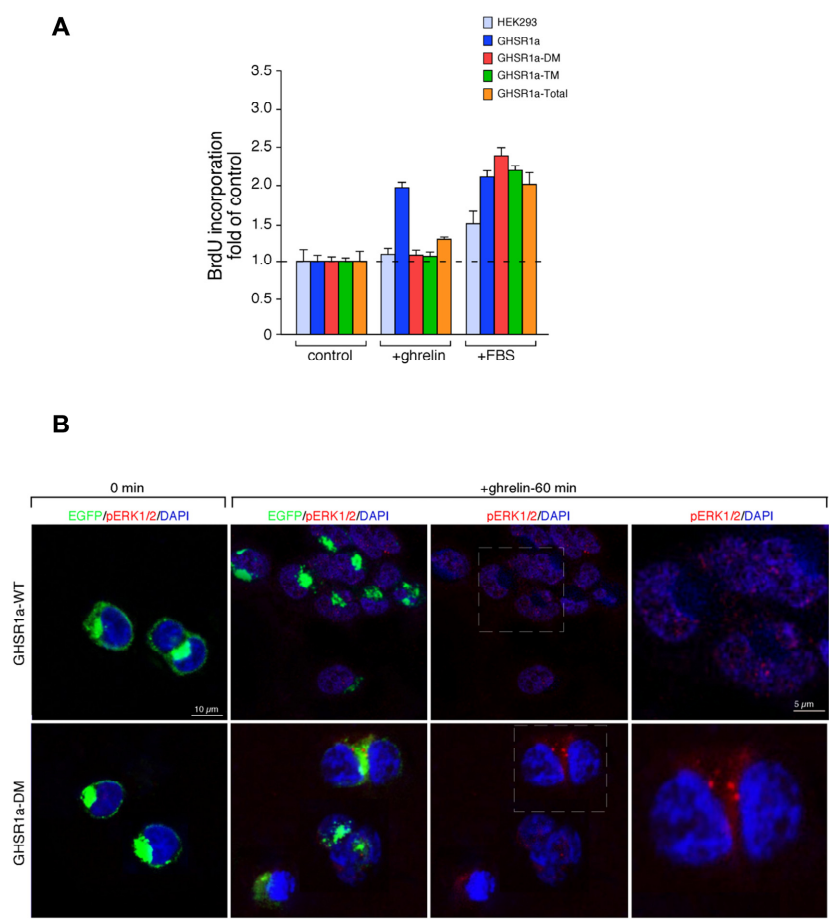 A
HEK293
GHSR1a
GHSR1a-DM
GHSR1a-TM
GHSR1a-Total
BrdU incorporation
fold of control
3.5
3.0
2.5
2.0
1.5
1.0
0.5
0
control
+ghrelin
+FBS
B
0 min
+ghrelin-60 min
EGFP/pERK1/2/DAPI
EGFP/pERK1/2/DAPI
pERK1/2/DAPI
pERK1/2/DAPI
GHSR1a-WT
10 µm
5 µm
GHSR1a-DM